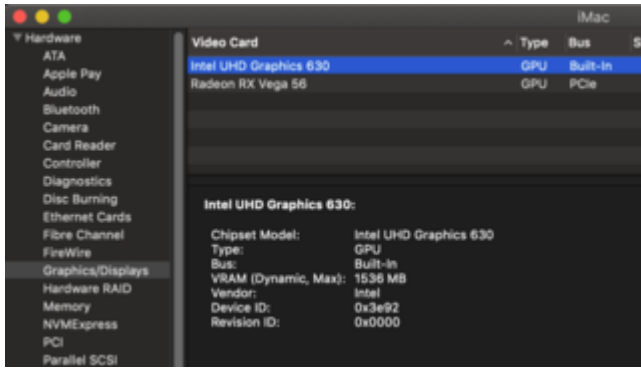 iMac
Hardware
ATA
Apple Pay
Audio
Bluetooth
Camera
Card Reader
Controller
Diagnostics
Disc Burning
Ethernet Cards
Fibre Channel
FireWire
Graphics/Displays
Hardware RAID
Memory
NVMExpress
PCI
Parallel SCSI
Video Card Type Bus S
Intel UHD Graphics 630 GPU Built-In
Radeon RX Vega 56 GPU PCIe
Intel UHD Graphics 630:
Chipset Model: Intel UHD Graphics 630
Type: GPU
Bus: Built-In
VRAM (Dynamic, Max): 1536 MB
Vendor: Intel
Device ID: 0x3e92
Revision ID: 0x0000